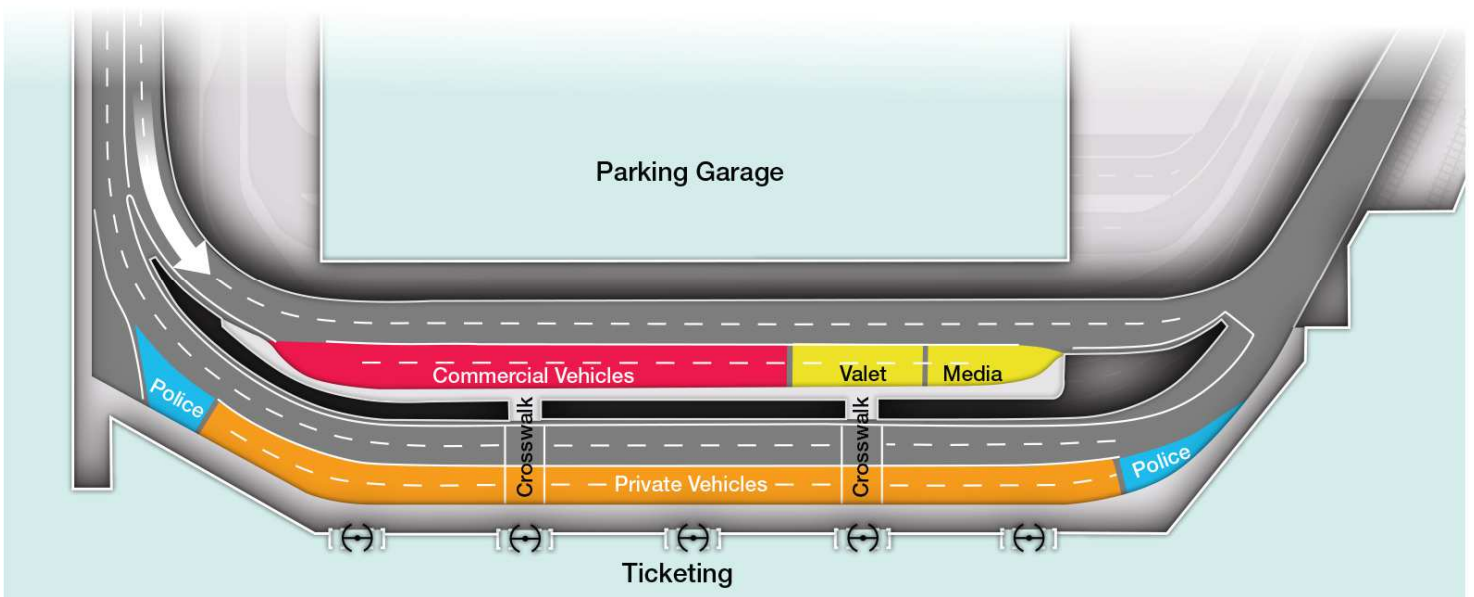 Parking Garage
Commercial Vehicles
Valet
Media
Police
Crosswalk
Crosswalk
Private Vehicles
Police
Ticketing